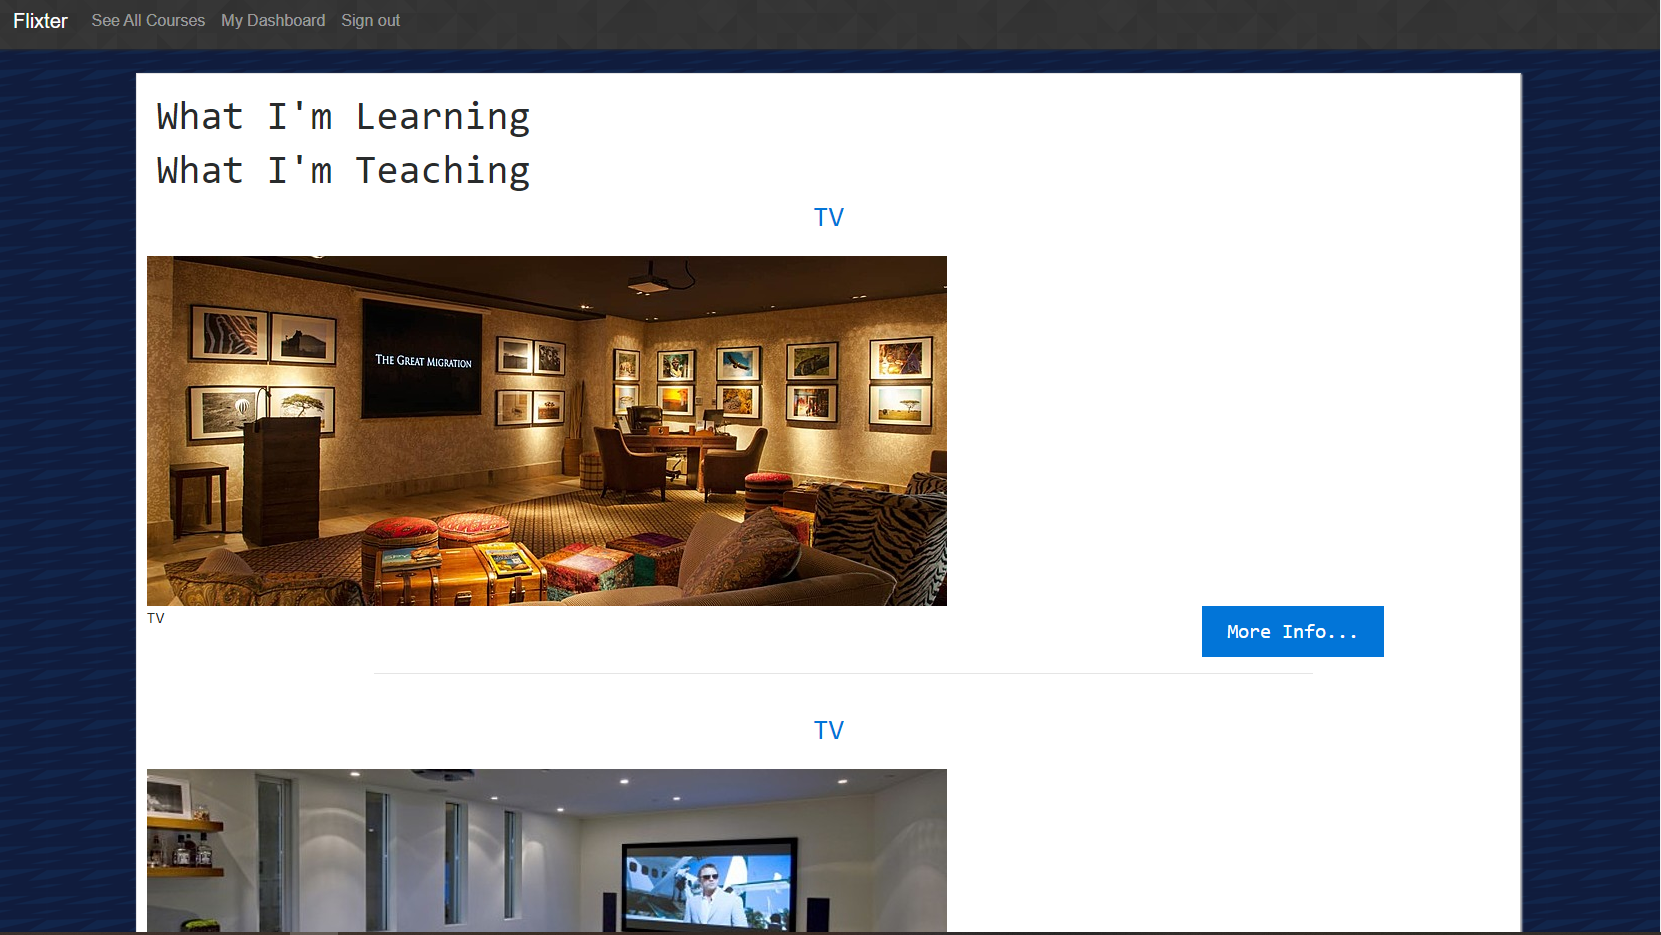 Flixter See All Courses My Dashboard Sign out
What I'm Learning
What I'm Teaching
TV
THE GREAT MIGRATION
TV
More Info...
TV